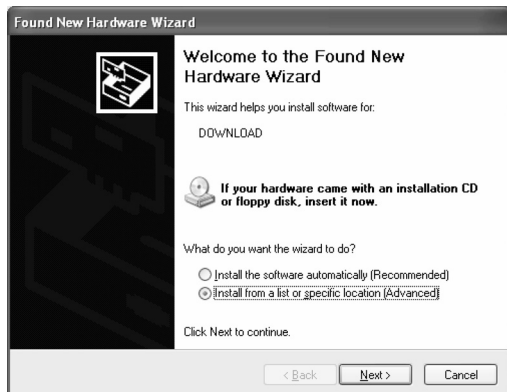 Found New Hardware Wizard
Welcome to the Found New
Hardware Wizard
This wizard helps you install software for:
DOWNLOAD
If your hardware came with an installation CD
or floppy disk, insert it now.
What do you want the wizard to do?
Install the software automatically (Recommended)
Install from a list or specific location (Advanced)
Click Next to continue.
< Back Next > Cancel